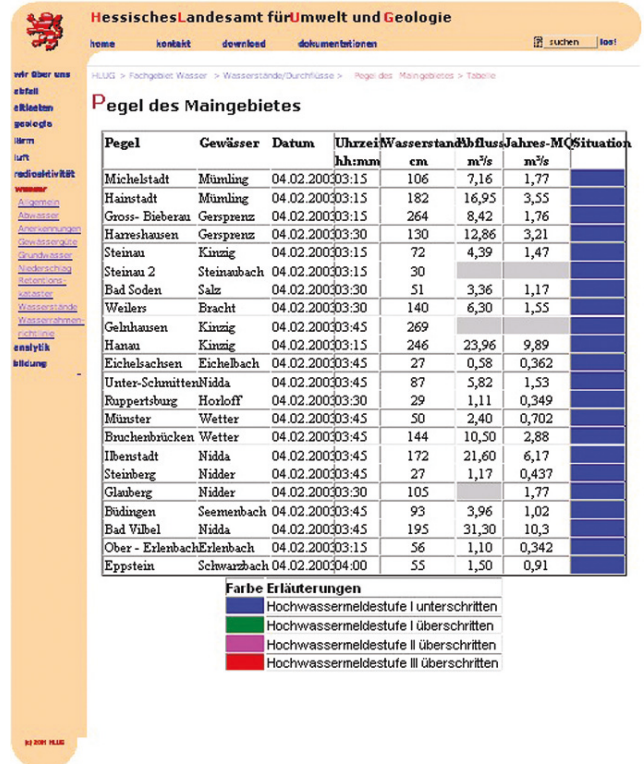 HessischesLandesamt fürUmwelt und Geologie
home kontakt download dokumentationen suchen los!
HLUG > Fachgebiet Wasser > Wasserstände/Durchflüsse > Pegel des Maingebietes > Tabelle
wir über uns
abfall
altlasten
geologie
lärm
luft
radioaktivität
wasser
Allgemein
Abwasser
Anerkennungen
Gewässergüte
Grundwasser
Niederschlag
Retentions-
kataster
Wasserstände
Wasserrahmen-
richtlinie
analytik
bildung
Pegel des Maingebietes
Pegel Gewässer Datum Uhrzeit Wasserstand Abfluss Jahres-MQ Situation
hh:mm cm m³/s m³/s
Michelstadt Mümling 04.02.2003 03:15 106 7,16 1,77
Hainstadt Mümling 04.02.2003 03:15 182 16,95 3,55
Gross- Bieberau Gersprenz 04.02.2003 03:15 264 8,42 1,76
Harreshausen Gersprenz 04.02.2003 03:30 130 12,86 3,21
Steinau Kinzig 04.02.2003 03:15 72 4,39 1,47
Steinau 2 Steinaubach 04.02.2003 03:15 30
Bad Soden Salz 04.02.2003 03:30 51 3,36 1,17
Weilers Bracht 04.02.2003 03:30 140 6,30 1,55
Gelnhausen Kinzig 04.02.2003 03:45 269
Hanau Kinzig 04.02.2003 03:15 246 23,96 9,89
Eichelsachsen Eichelbach 04.02.2003 03:45 27 0,58 0,362
Unter-Schmitten Nidda 04.02.2003 03:45 87 5,82 1,53
Ruppertsburg Horloff 04.02.2003 03:30 29 1,11 0,349
Münster Wetter 04.02.2003 03:45 50 2,40 0,702
Bruchenbrücken Wetter 04.02.2003 03:45 144 10,50 2,88
Ilbenstadt Nidda 04.02.2003 03:45 172 21,60 6,17
Steinberg Nidder 04.02.2003 03:45 27 1,17 0,437
Glauberg Nidder 04.02.2003 03:30 105 1,77
Büdingen Seemenbach 04.02.2003 03:45 93 3,96 1,02
Bad Vilbel Nidda 04.02.2003 03:45 195 31,30 10,3
Ober - Erlenbach Erlenbach 04.02.2003 03:15 56 1,10 0,342
Eppstein Schwarzbach 04.02.2003 04:00 55 1,50 0,91
Farbe Erläuterungen
Hochwassermeldestufe I unterschritten
Hochwassermeldestufe I überschritten
Hochwassermeldestufe II überschritten
Hochwassermeldestufe III überschritten
(c) 2001 HLUG